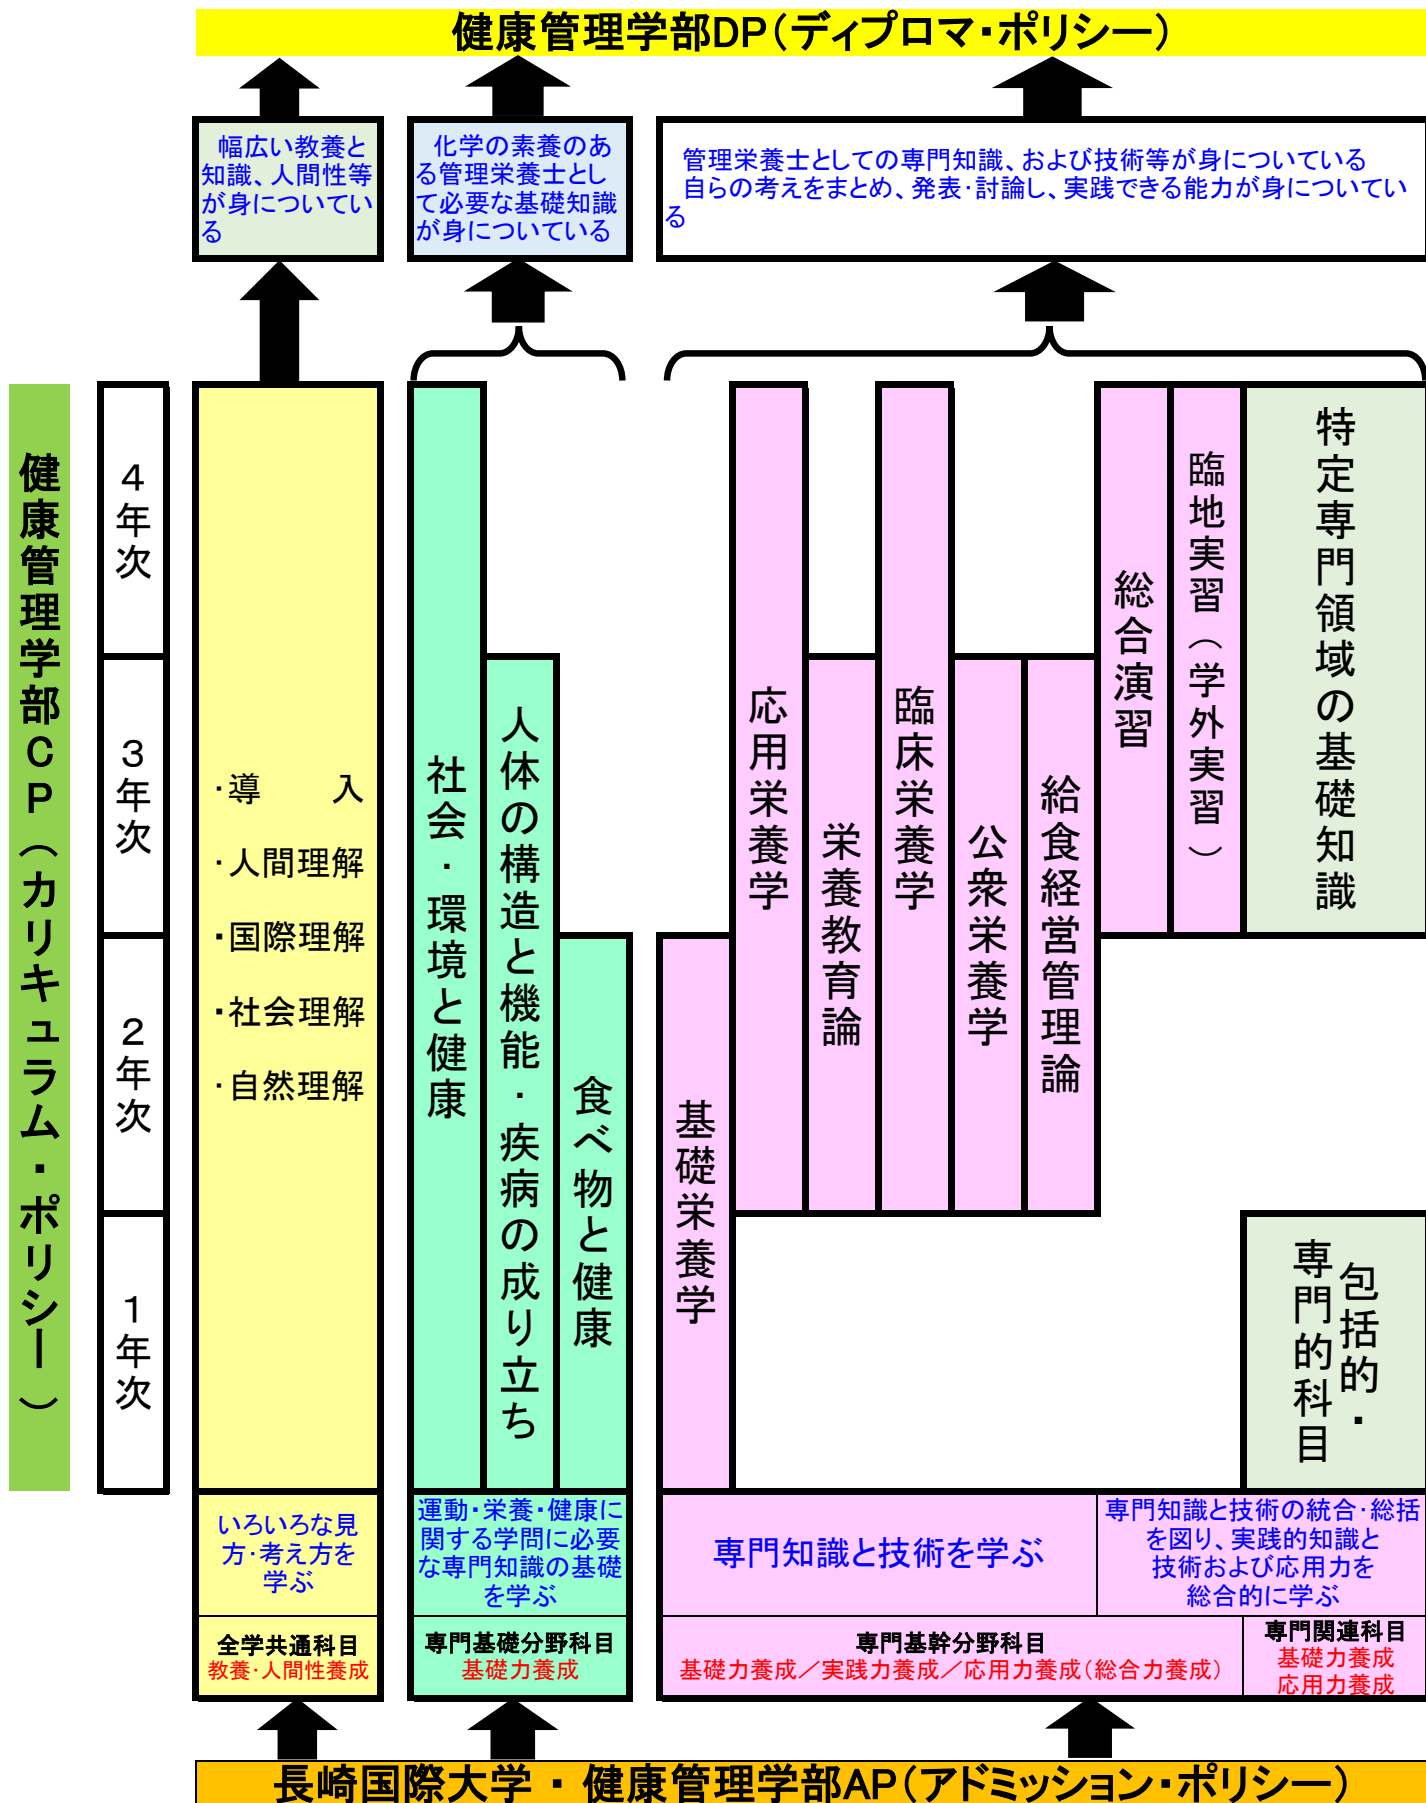 健康管理学部DP(ディプロマ・ポリシー)
幅広い教養と
知識、人間性等
が身についてい
る
化学の素養のあ
る管理栄養士とし
て必要な基礎知識
が身についている
管理栄養士としての専門知識、および技術等が身についている
自らの考えをまとめ、発表・討論し、実践できる能力が身についてい
る
健康管理学部CP(カリキュラム・ポリシー)
4年次
3年次
2年次
1年次
・導　入
・人間理解
・国際理解
・社会理解
・自然理解
社会・環境と健康
人体の構造と機能・疾病の成り立ち
食べ物と健康
基礎栄養学
応用栄養学
栄養教育論
臨床栄養学
公衆栄養学
給食経営管理論
総合演習
臨地実習(学外実習)
特定専門領域の基礎知識
包括的・
専門的科目
いろいろな見
方・考え方を
学ぶ
運動・栄養・健康に
関する学問に必要
な専門知識の基礎
を学ぶ
専門知識と技術を学ぶ
専門知識と技術の統合・総括
を図り、実践的知識と
技術および応用力を
総合的に学ぶ
全学共通科目
教養・人間性養成
専門基礎分野科目
基礎力養成
専門基幹分野科目
基礎力養成/実践力養成/応用力養成(総合力養成)
専門関連科目
基礎力養成
応用力養成
長崎国際大学 ・ 健康管理学部AP(アドミッション・ポリシー)